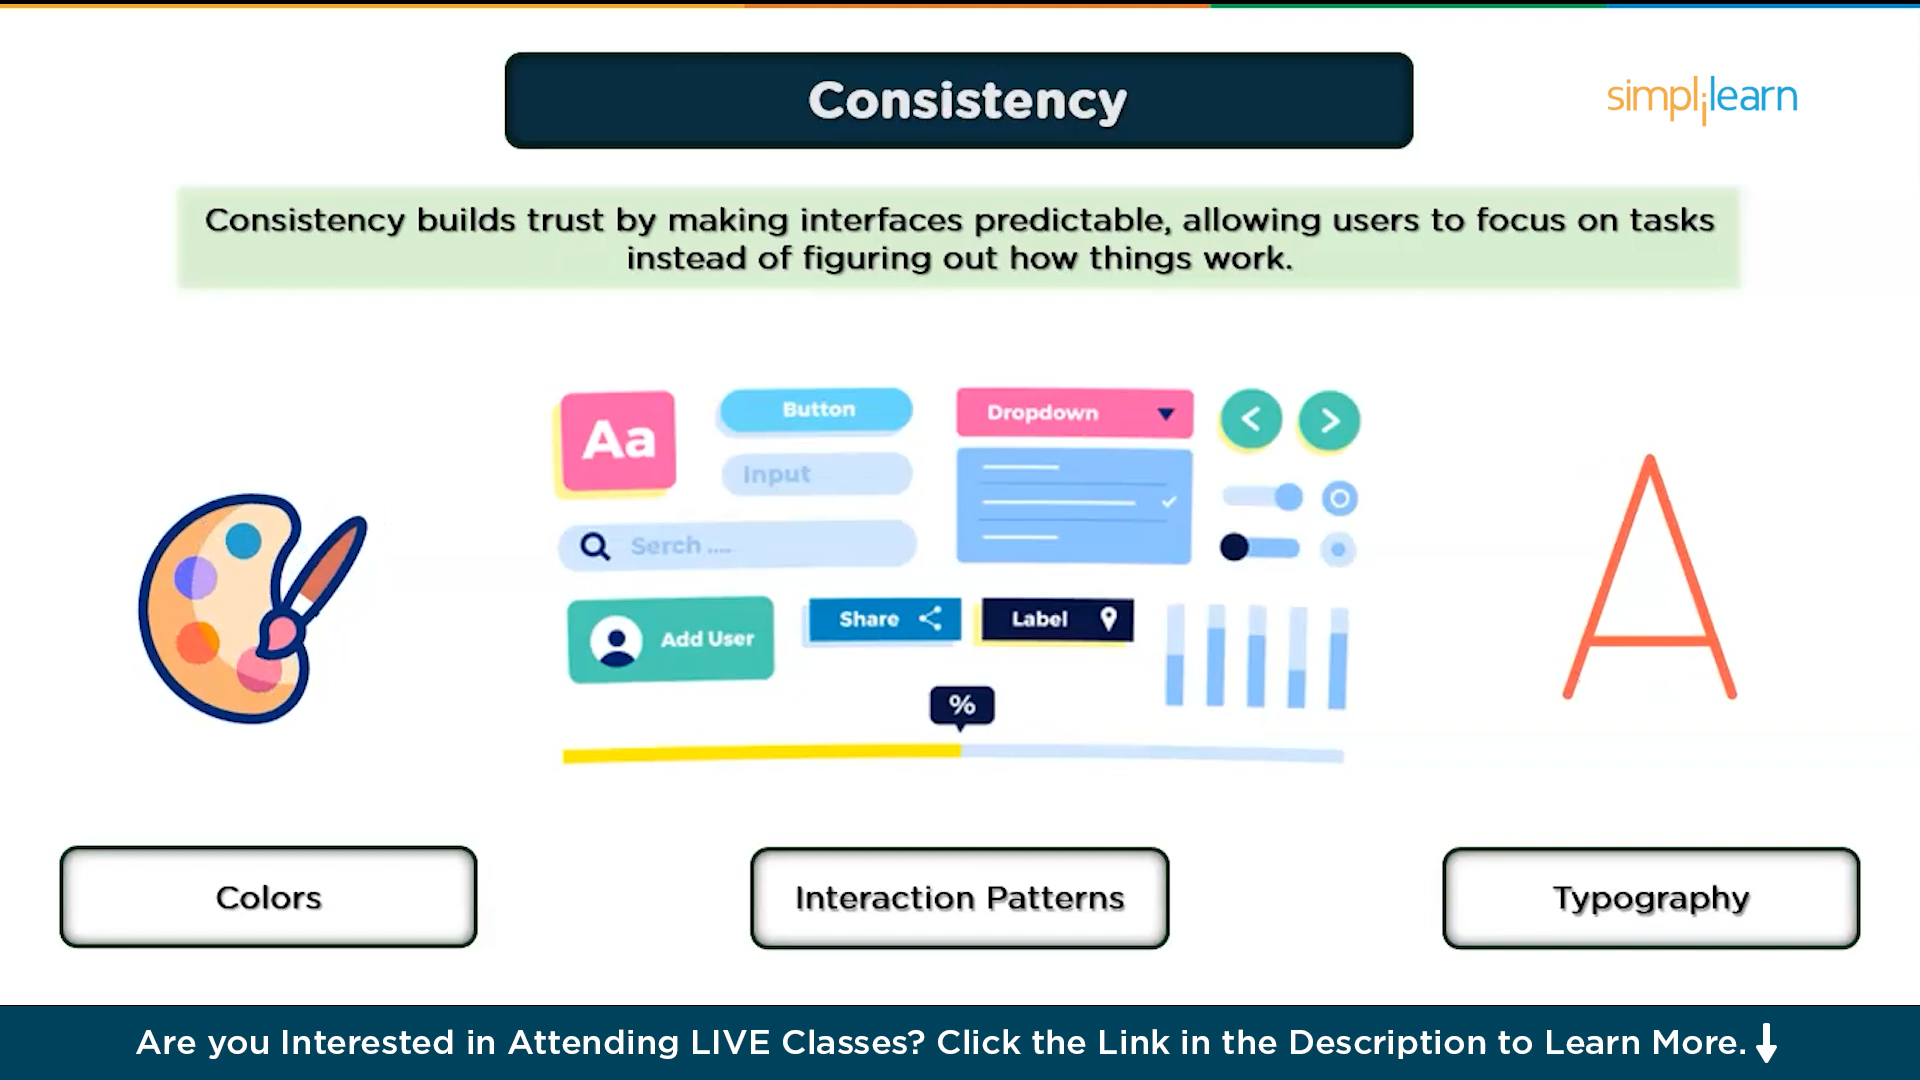 Consistency
simplilearn
Consistency builds trust by making interfaces predictable, allowing users to focus on tasks
instead of figuring out how things work.
Aa
Button
Dropdown
Input
Serch ....
Add User
Share
Label
%
A
Colors
Interaction Patterns
Typography
Are you Interested in Attending LIVE Classes? Click the Link in the Description to Learn More.